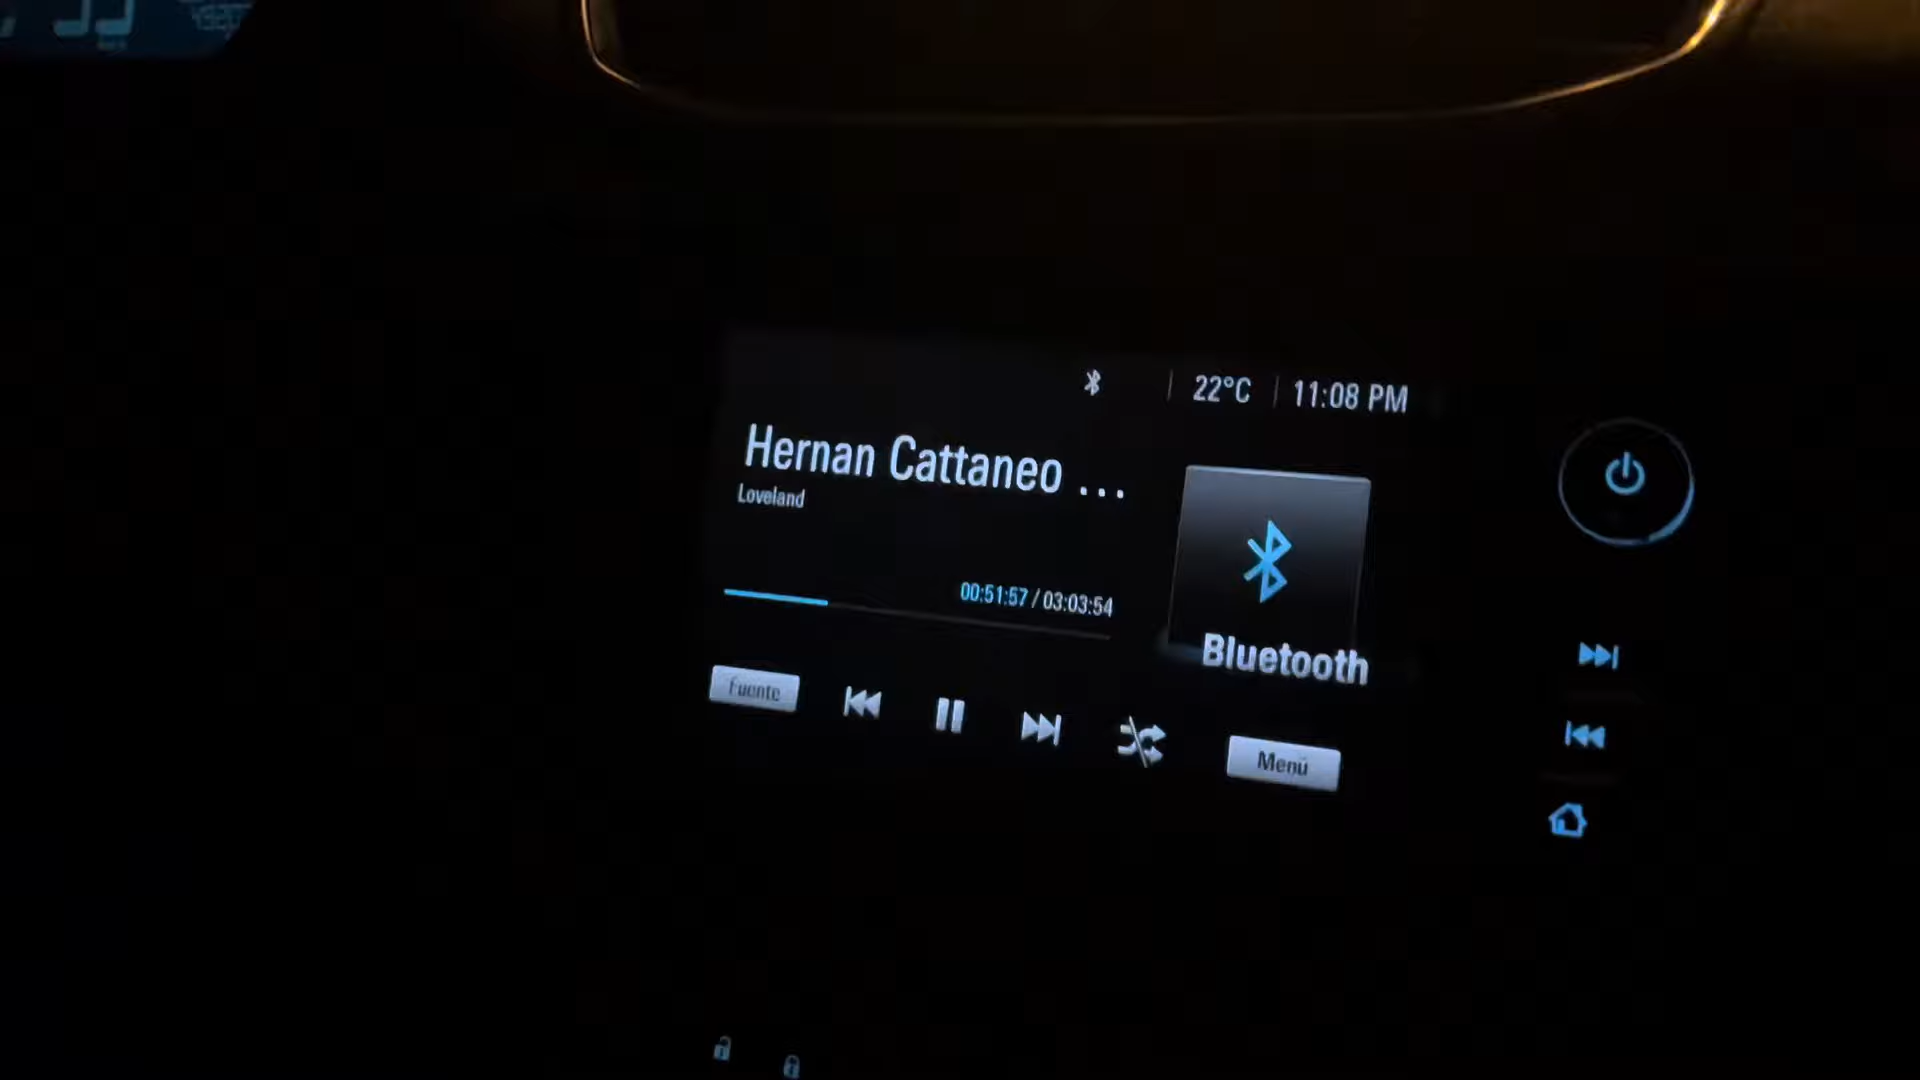 22°C 11:08 PM
Hernan Cattaneo ...
Loveland
00:51:57 / 03:03:54
Bluetooth
Fuente
Menú